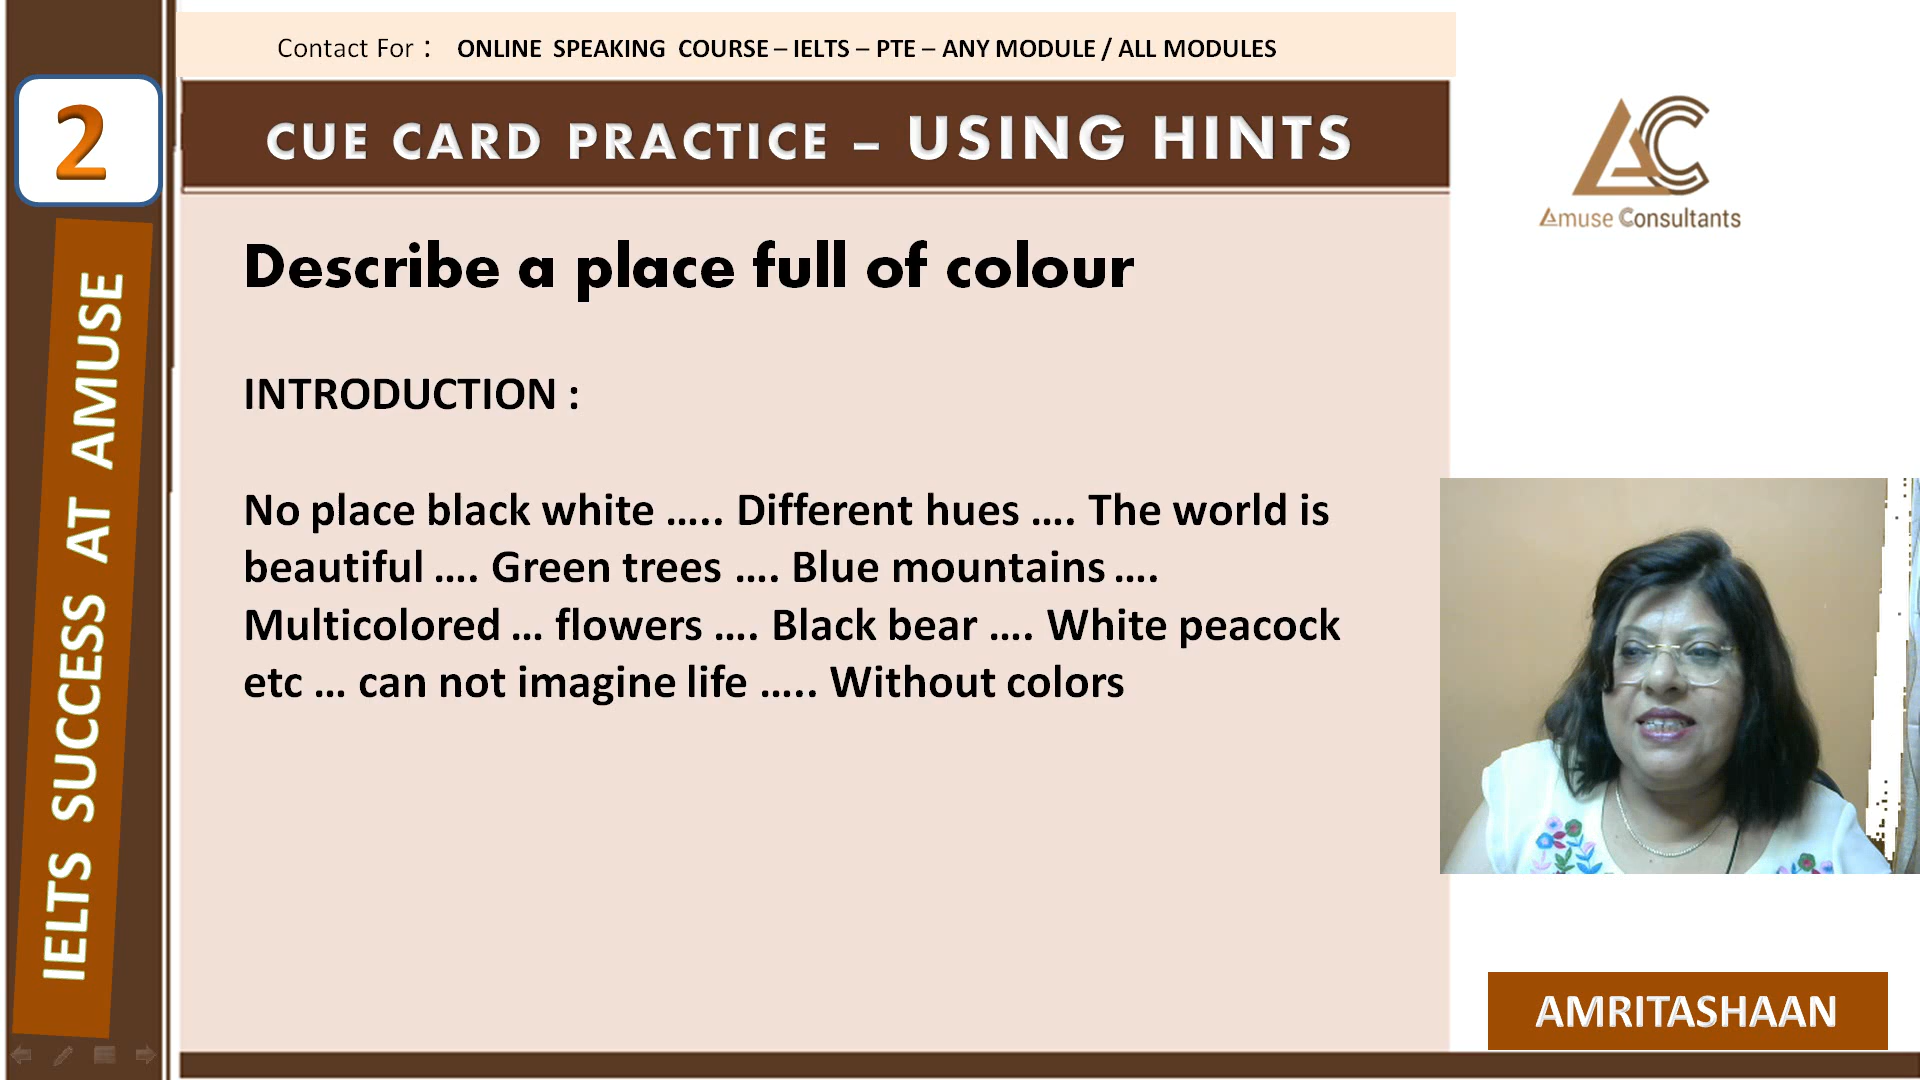 Contact For : ONLINE SPEAKING COURSE – IELTS – PTE – ANY MODULE / ALL MODULES
2
CUE CARD PRACTICE – USING HINTS
AC
Amuse Consultants
IELTS SUCCESS AT AMUSE
Describe a place full of colour
INTRODUCTION :
No place black white ..... Different hues .... The world is
beautiful .... Green trees .... Blue mountains ....
Multicolored ... flowers .... Black bear .... White peacock
etc ... can not imagine life ..... Without colors
AMRITASHAAN